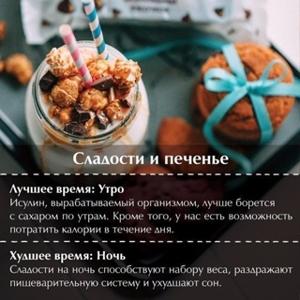 Сладости и печенье
Лучшее время: Утро
Исулин, вырабатываемый организмом, лучше борется
с сахаром по утрам. Кроме того, у нас есть возможность
потратить калории в течение дня.
Худшее время: Ночь
Сладости на ночь способствуют набору веса, раздражают
пищеварительную систему и ухудшают сон.